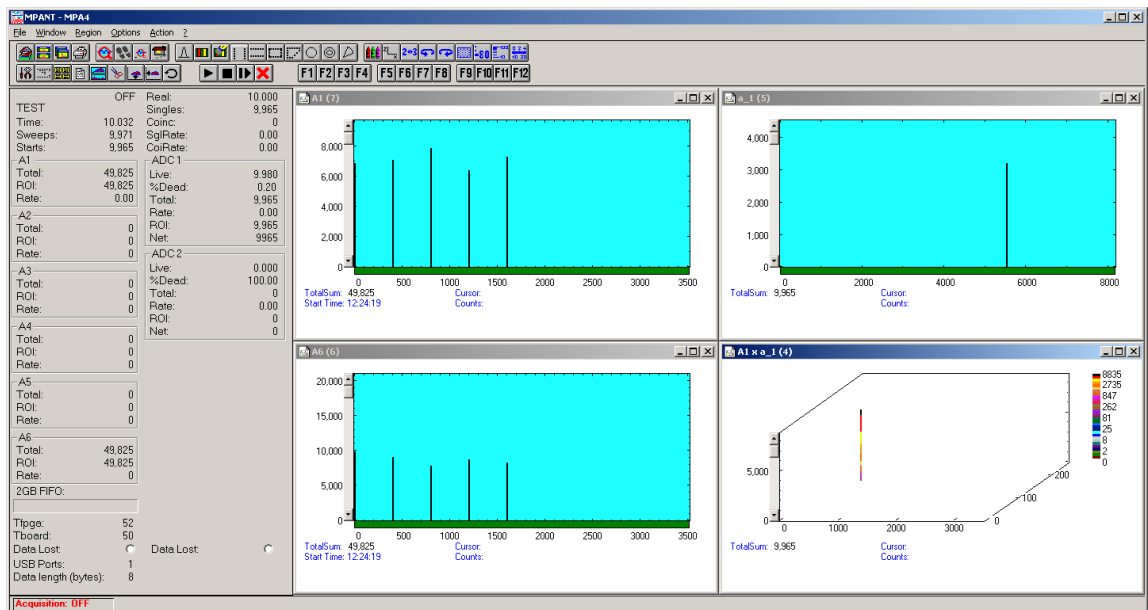 MPANT - MPA4
File Window Region Options Action ?
F1 F2 F3 F4 F5 F6 F7 F8 F9 F10 F11 F12
OFF
TEST
Time: 10.032
Sweeps: 9,971
Starts: 9,965
A1
Total: 49,825
ROI: 49,825
Rate: 0.00
A2
Total: 0
ROI: 0
Rate: 0
A3
Total: 0
ROI: 0
Rate: 0
A4
Total: 0
ROI: 0
Rate: 0
A5
Total: 0
ROI: 0
Rate: 0
A6
Total: 49,825
ROI: 49,825
Rate: 0
2GB FIFO:
Tfpga: 52
Tboard: 50
Data Lost:
USB Ports: 1
Data length (bytes): 8
Real: 10.000
Singles: 9,965
Coinc: 0
SglRate: 0.00
CoiRate: 0.00
ADC 1
Live: 9.980
%Dead: 0.20
Total: 9,965
Rate: 0.00
ROI: 9,965
Net: 9965
ADC 2
Live: 0.000
%Dead: 100.00
Total: 0
Rate: 0.00
ROI: 0
Net: 0
Data Lost:
A1 (7)
8,000
6,000
4,000
2,000
0
0 500 1000 1500 2000 2500 3000 3500
TotalSum: 49,825 Cursor:
Start Time: 12:24:19 Counts:
a_1 (5)
4,000
3,000
2,000
1,000
0
0 2000 4000 6000 8000
TotalSum: 9,965 Cursor:
Counts:
A6 (6)
20,000
15,000
10,000
5,000
0
0 500 1000 1500 2000 2500 3000 3500
TotalSum: 49,825 Cursor:
Start Time: 12:24:19 Counts:
A1 x a_1 (4)
8835
2735
847
262
81
25
8
2
0
5,000
0
200
100
0
0 1000 2000 3000
TotalSum: 9,965 Cursor:
Counts:
Acquisition: OFF